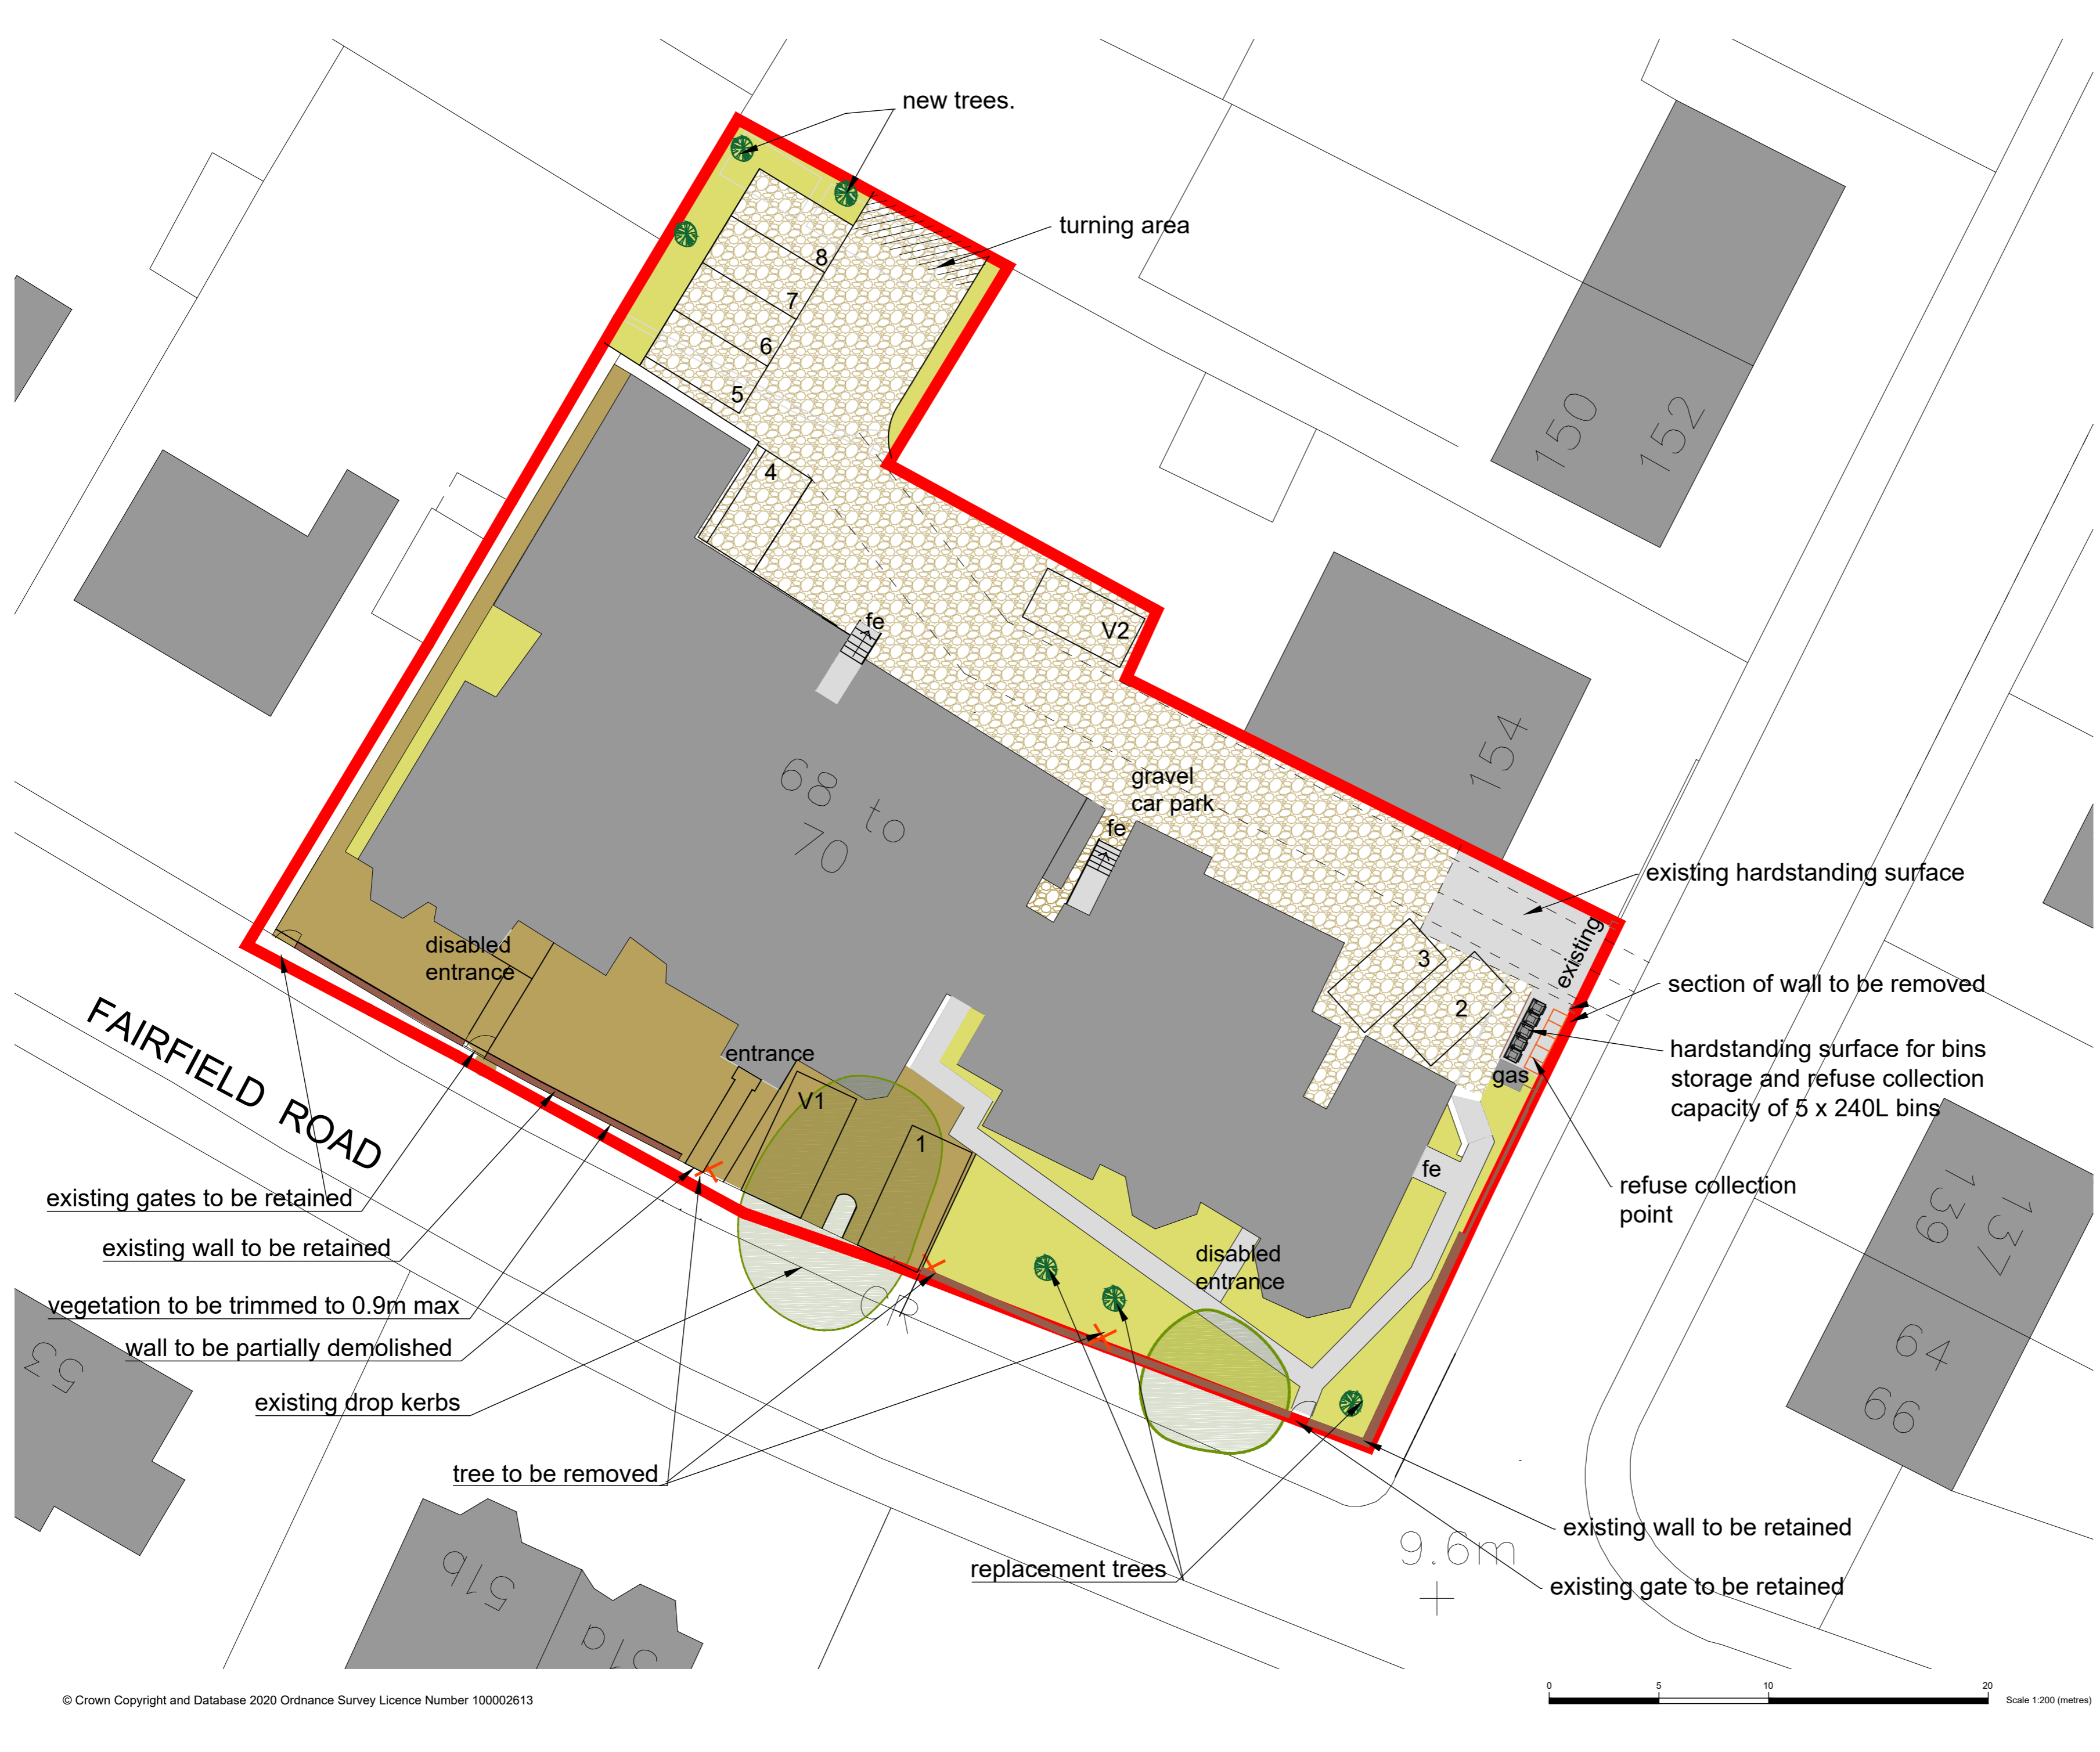 new trees.
turning area
8
7
6
5
4
150
152
fe
V2
154
68 to
70
gravel
car park
fe
existing hardstanding surface
existing
disabled
entrance
3
2
section of wall to be removed
FAIRFIELD ROAD
entrance
hardstanding surface for bins
storage and refuse collection
capacity of 5 x 240L bins
gas
V1
1
fe
refuse collection
point
139
137
existing gates to be retained
existing wall to be retained
disabled
entrance
vegetation to be trimmed to 0.9m max
wall to be partially demolished
64
66
53
existing drop kerbs
tree to be removed
existing wall to be retained
9.6m
replacement trees
existing gate to be retained
51b
51a
© Crown Copyright and Database 2020 Ordnance Survey Licence Number 100002613
0 5 10 20
Scale 1:200 (metres)